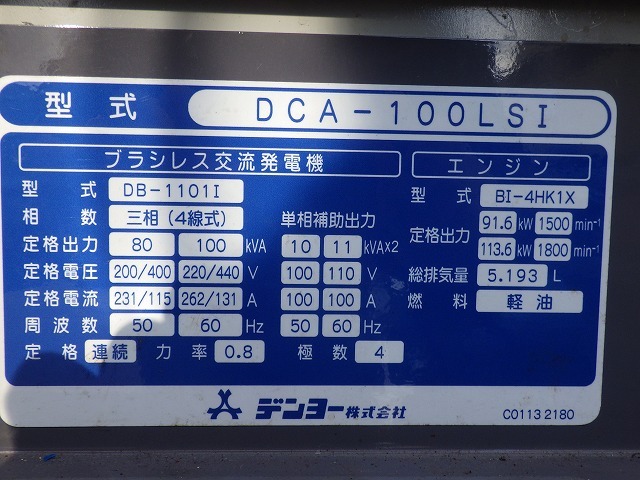 型式 DCA-100LSI
ブラシレス交流発電機
型式 DB-1101I
相数 三相(4線式) 単相補助出力
定格出力 80 100 kVA 10 11 kVA×2
定格電圧 200/400 220/440 V 100 110 V
定格電流 231/115 262/131 A 100 100 A
周波数 50 60 Hz 50 60 Hz
定格 連続 力率 0.8 極数 4
エンジン
型式 BI-4HK1X
定格出力 91.6 kW 1500 min⁻¹
113.6 kW 1800 min⁻¹
総排気量 5.193 L
燃料 軽油
デンヨー株式会社
C0113 2180